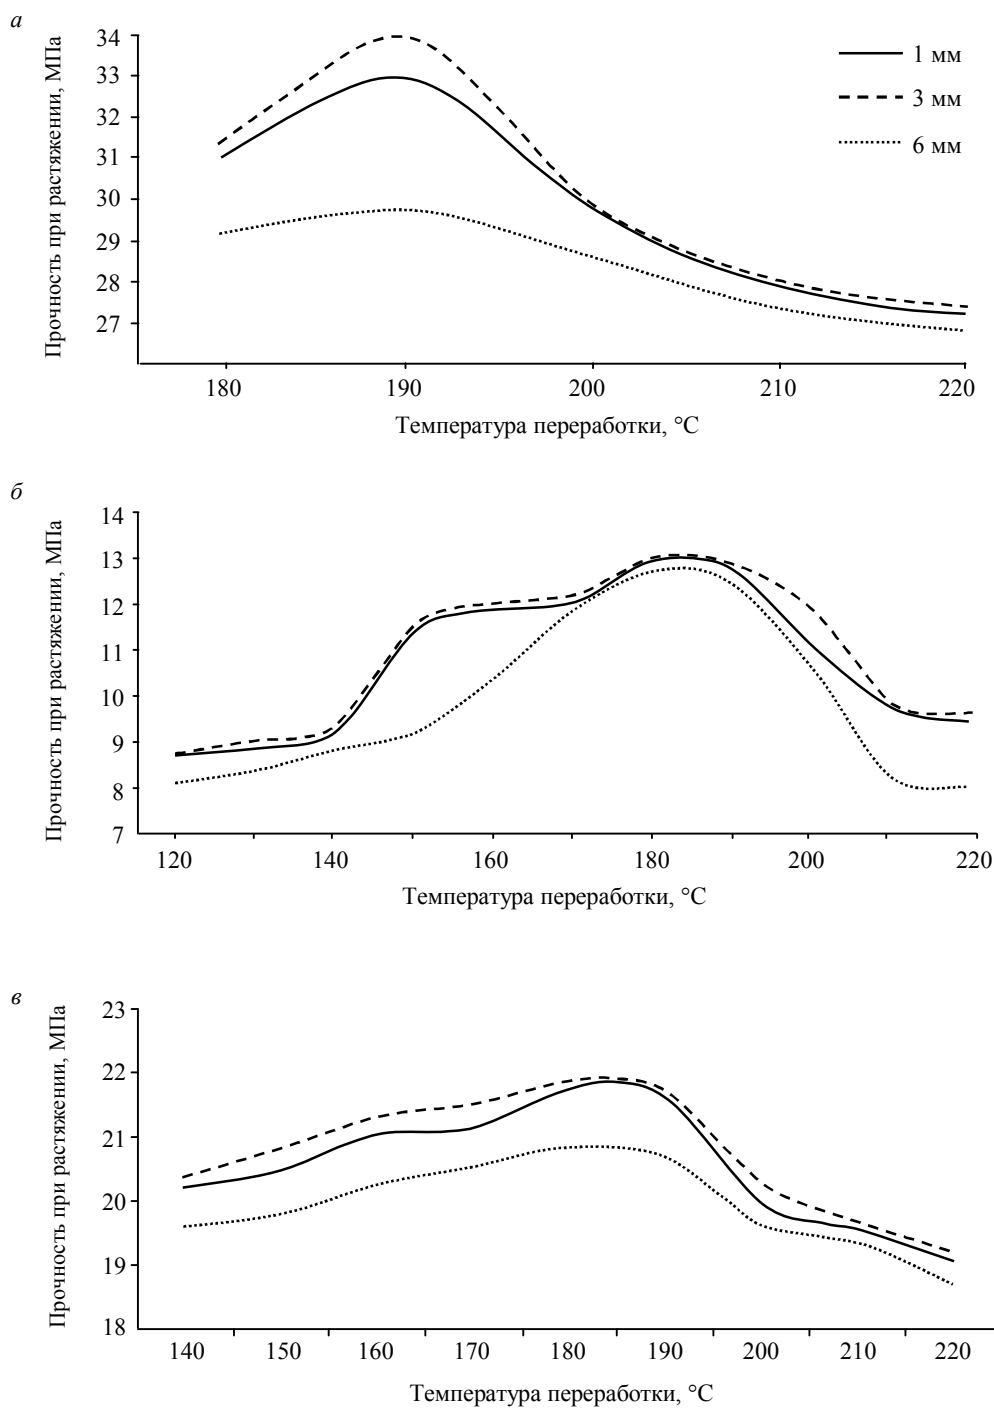 а
Прочность при растяжении, МПа
34
33
32
31
30
29
28
27
1 мм
3 мм
6 мм
180 190 200 210 220
Температура переработки, °С
б
Прочность при растяжении, МПа
14
13
12
11
10
9
8
7
120 140 160 180 200 220
Температура переработки, °С
в
Прочность при растяжении, МПа
23
22
21
20
19
18
140 150 160 170 180 190 200 210 220
Температура переработки, °С